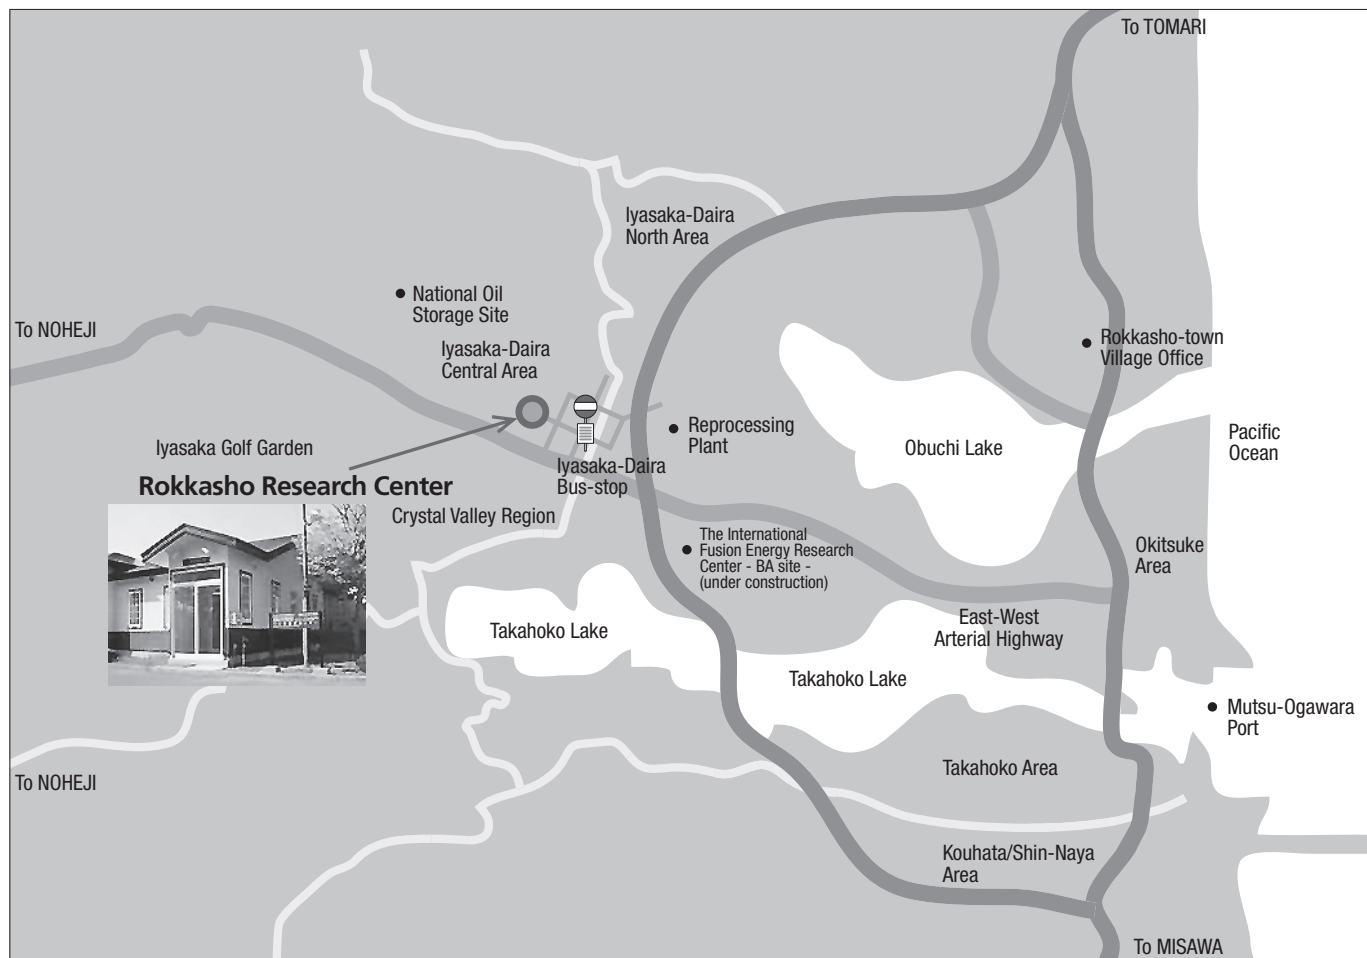 To TOMARI
Iyasaka-Daira
North Area
National Oil
Storage Site
To NOHEJI
Iyasaka-Daira
Central Area
Rokkasho-town
Village Office
Reprocessing
Plant
Obuchi Lake
Pacific
Ocean
Iyasaka Golf Garden
Iyasaka-Daira
Bus-stop
Rokkasho Research Center
Crystal Valley Region
The International
Fusion Energy Research
Center - BA site -
(under construction)
Okitsuke
Area
East-West
Arterial Highway
Takahoko Lake
Takahoko Lake
Mutsu-Ogawara
Port
Takahoko Area
To NOHEJI
Kouhata/Shin-Naya
Area
To MISAWA